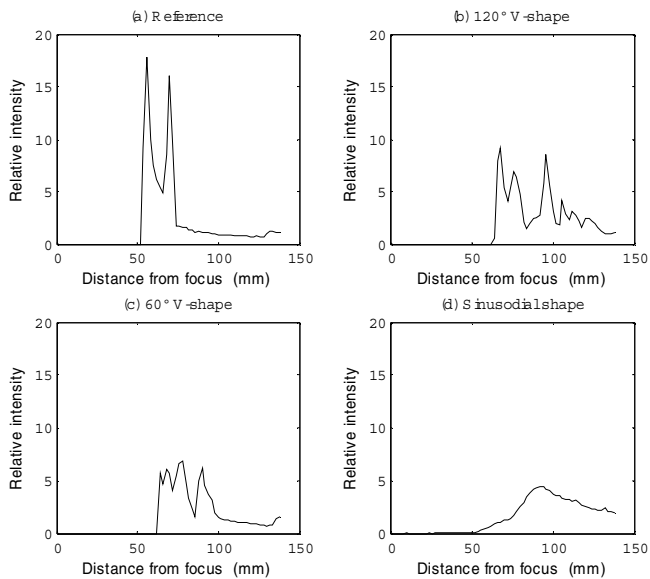 (a) Reference
20
15
10
5
0
0 50 100 150
Relative intensity
Distance from focus (mm)
(b) 120° V-shape
20
15
10
5
0
0 50 100 150
Relative intensity
Distance from focus (mm)
(c) 60° V-shape
20
15
10
5
0
0 50 100 150
Relative intensity
Distance from focus (mm)
(d) Sinusodial shape
20
15
10
5
0
0 50 100 150
Relative intensity
Distance from focus (mm)